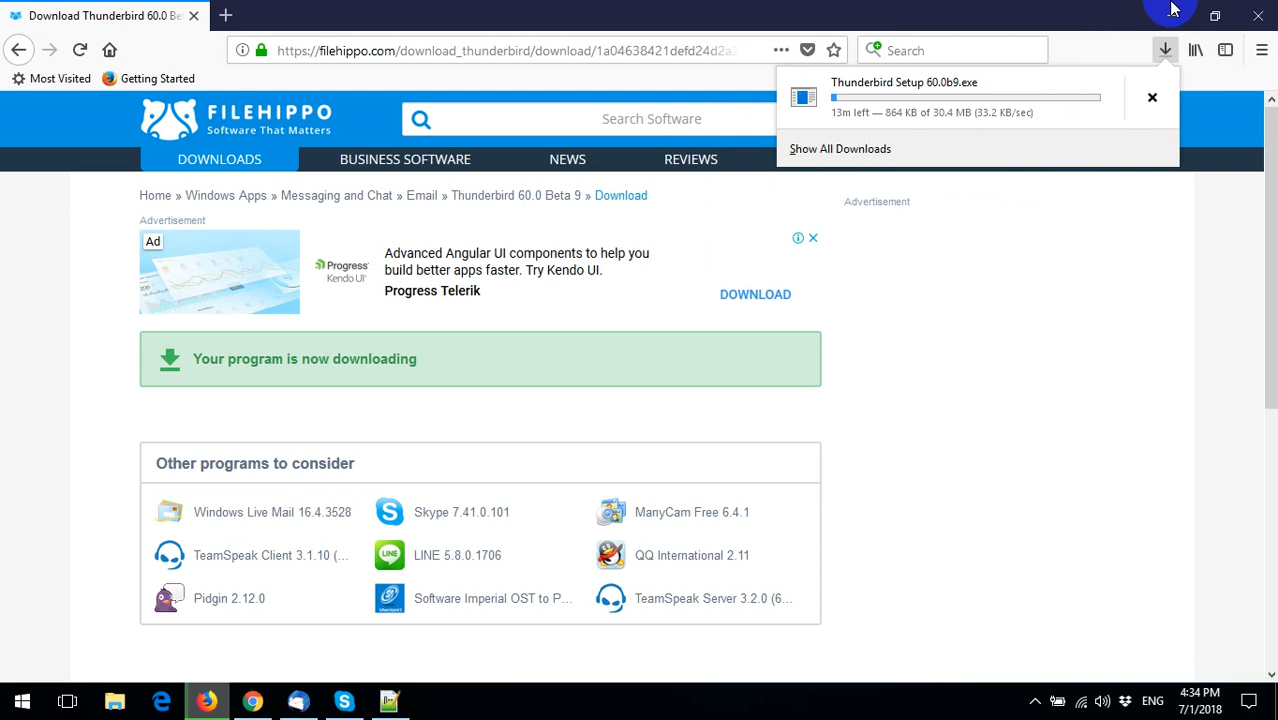 Download Thunderbird 60.0 Be
https://filehippo.com/download_thunderbird/download/1a04638421defd24d2a2
Search
Most Visited
Getting Started
Thunderbird Setup 60.0b9.exe
13m left — 864 KB of 30.4 MB (33.2 KB/sec)
Show All Downloads
FILEHIPPO
Software That Matters
Search Software
DOWNLOADS
BUSINESS SOFTWARE
NEWS
REVIEWS
Home » Windows Apps » Messaging and Chat » Email » Thunderbird 60.0 Beta 9 » Download
Advertisement
Advertisement
Ad
Advanced Angular UI components to help you
build better apps faster. Try Kendo UI.
Progress
Kendo UI
Progress Telerik
DOWNLOAD
Your program is now downloading
Other programs to consider
Windows Live Mail 16.4.3528
Skype 7.41.0.101
ManyCam Free 6.4.1
TeamSpeak Client 3.1.10 (...
LINE 5.8.0.1706
QQ International 2.11
Pidgin 2.12.0
Software Imperial OST to P...
TeamSpeak Server 3.2.0 (6...
ENG
4:34 PM
7/1/2018